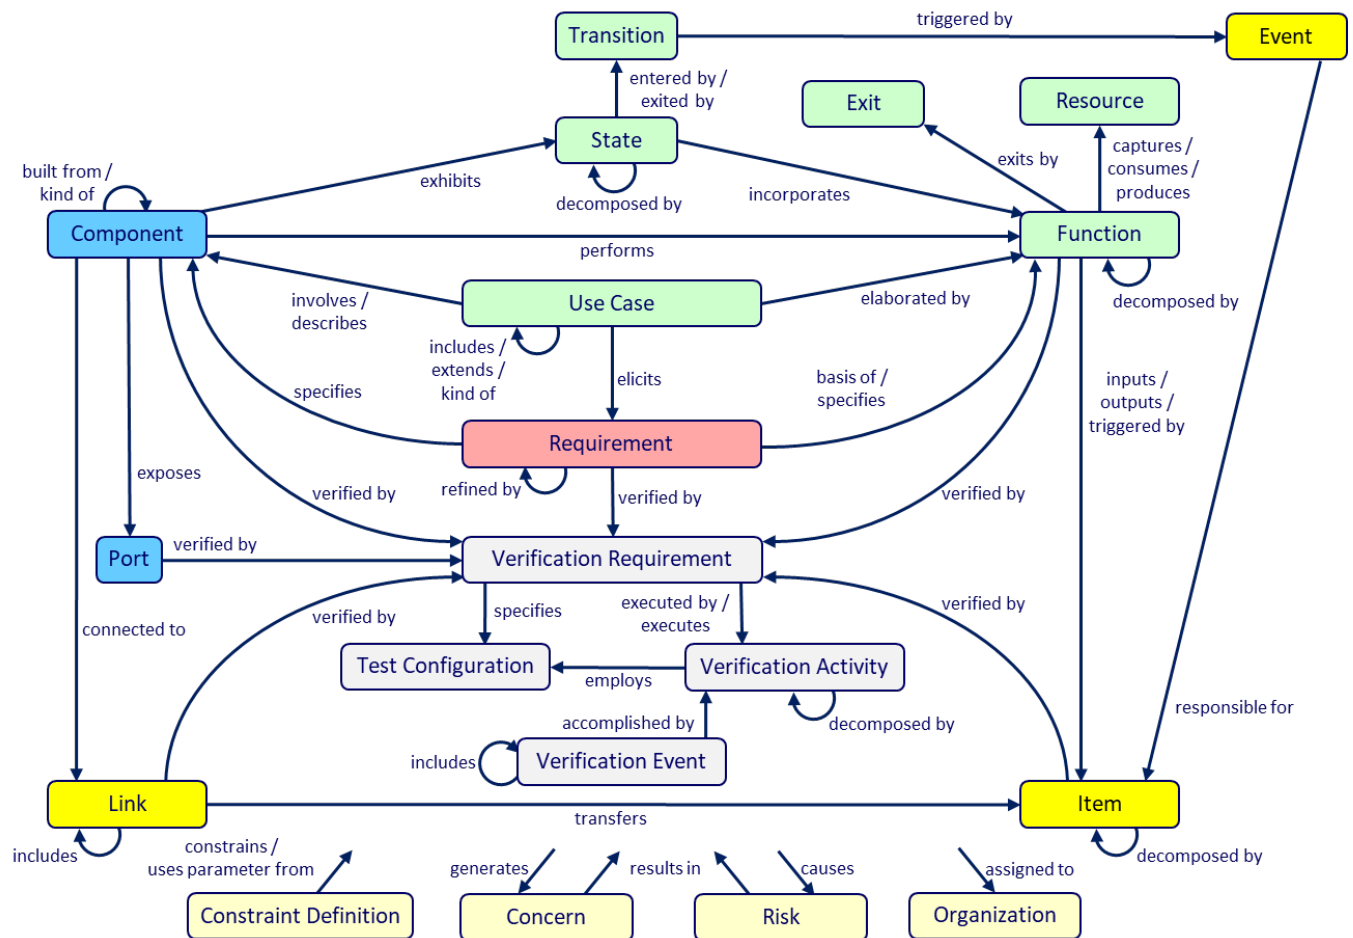 triggered by
Transition
Event
entered by /
exited by
Exit
Resource
State
captures /
consumes /
produces
exits by
built from /
kind of
exhibits
decomposed by
incorporates
Component
Function
performs
involves /
describes
Use Case
elaborated by
decomposed by
includes /
extends /
kind of
elicits
specifies
basis of /
specifies
inputs /
outputs /
triggered by
Requirement
exposes
refined by
verified by
verified by
verified by
Port
verified by
Verification Requirement
verified by
specifies
executed by /
executes
verified by
connected to
Test Configuration
employs
Verification Activity
accomplished by
decomposed by
responsible for
includes
Verification Event
Link
transfers
Item
includes
constrains /
uses parameter from
generates
results in
causes
assigned to
decomposed by
Constraint Definition
Concern
Risk
Organization